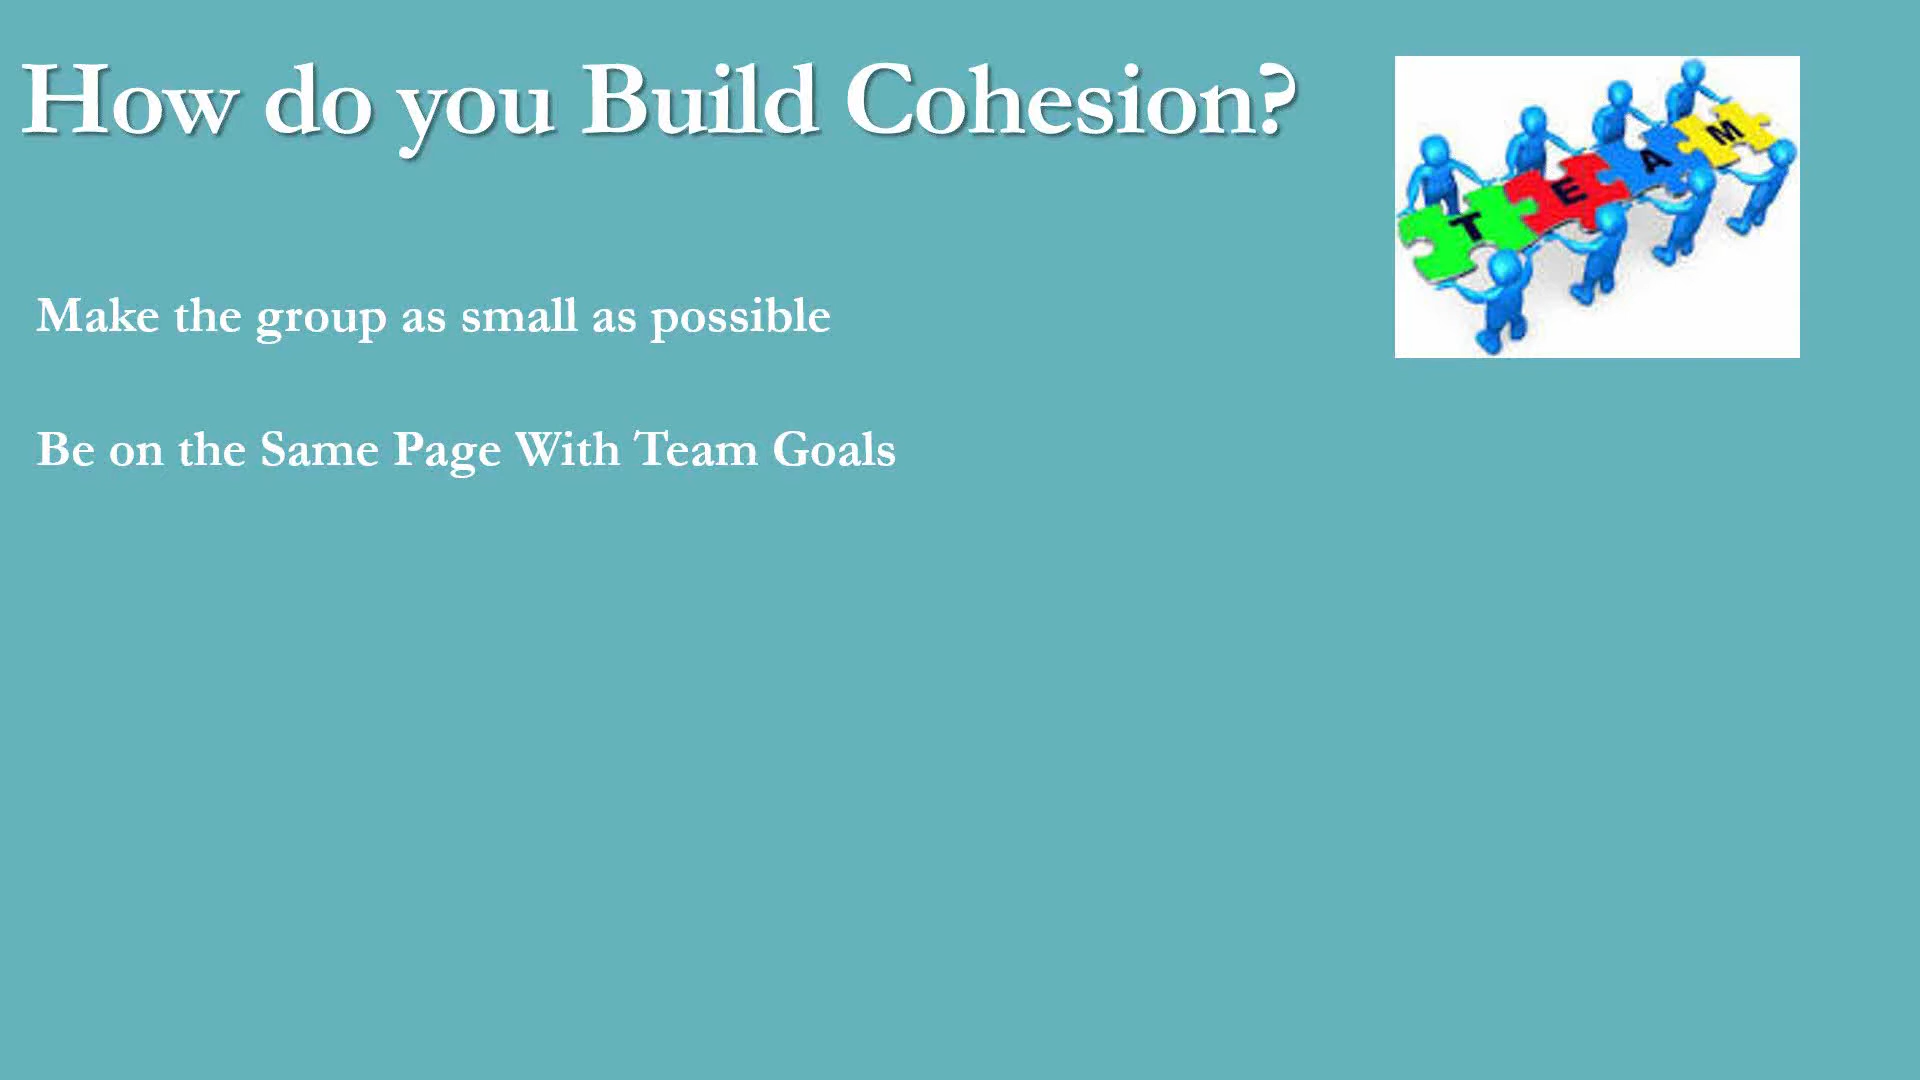 How do you Build Cohesion?
T E A M
Make the group as small as possible
Be on the Same Page With Team Goals